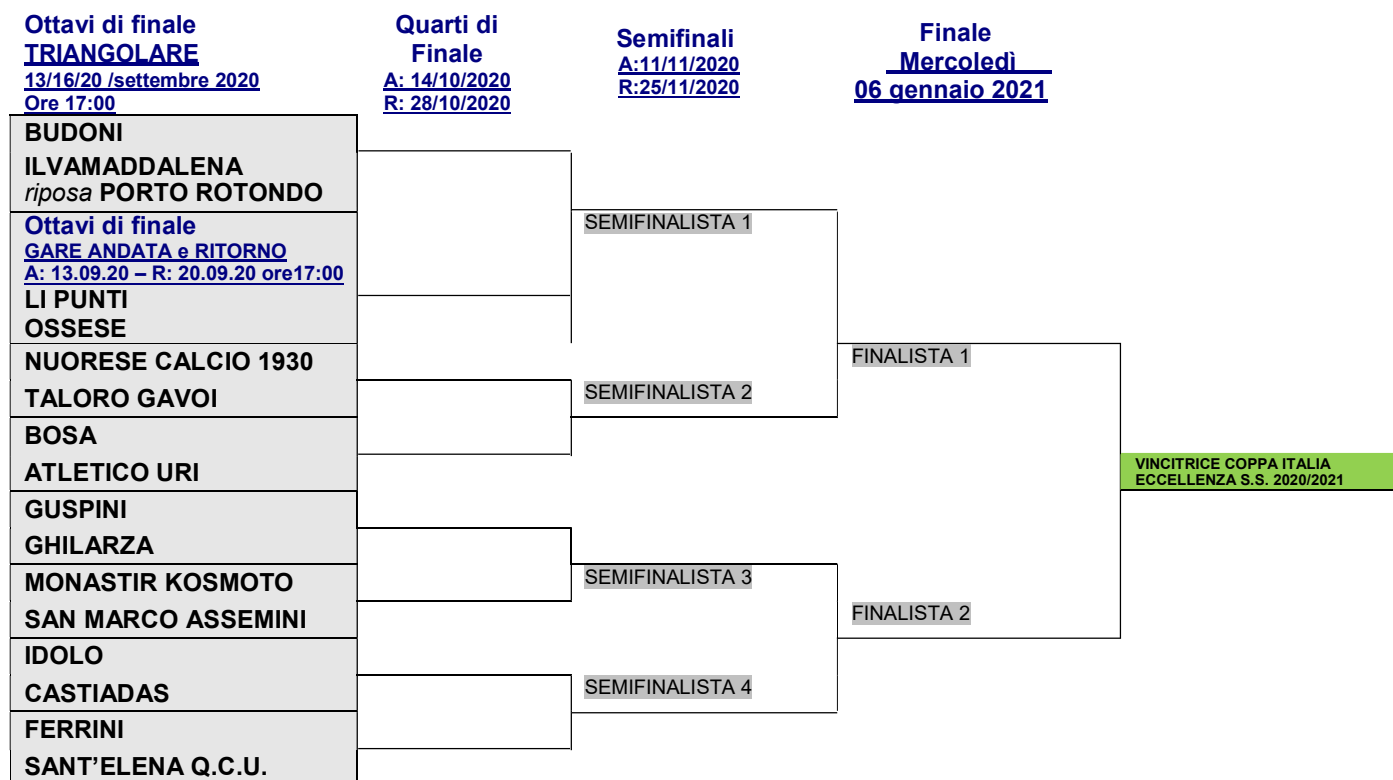 Ottavi di finale
TRIANGOLARE
13/16/20 /settembre 2020
Ore 17:00
Quarti di
Finale
A: 14/10/2020
R: 28/10/2020
Semifinali
A:11/11/2020
R:25/11/2020
Finale
Mercoledì
06 gennaio 2021
BUDONI
ILVAMADDALENA
riposa PORTO ROTONDO
Ottavi di finale
GARE ANDATA e RITORNO
A: 13.09.20 – R: 20.09.20 ore17:00
LI PUNTI
OSSESE
NUORESE CALCIO 1930
TALORO GAVOI
BOSA
ATLETICO URI
GUSPINI
GHILARZA
MONASTIR KOSMOTO
SAN MARCO ASSEMINI
IDOLO
CASTIADAS
FERRINI
SANT’ELENA Q.C.U.
SEMIFINALISTA 1
SEMIFINALISTA 2
SEMIFINALISTA 3
SEMIFINALISTA 4
FINALISTA 1
FINALISTA 2
VINCITRICE COPPA ITALIA
ECCELLENZA S.S. 2020/2021